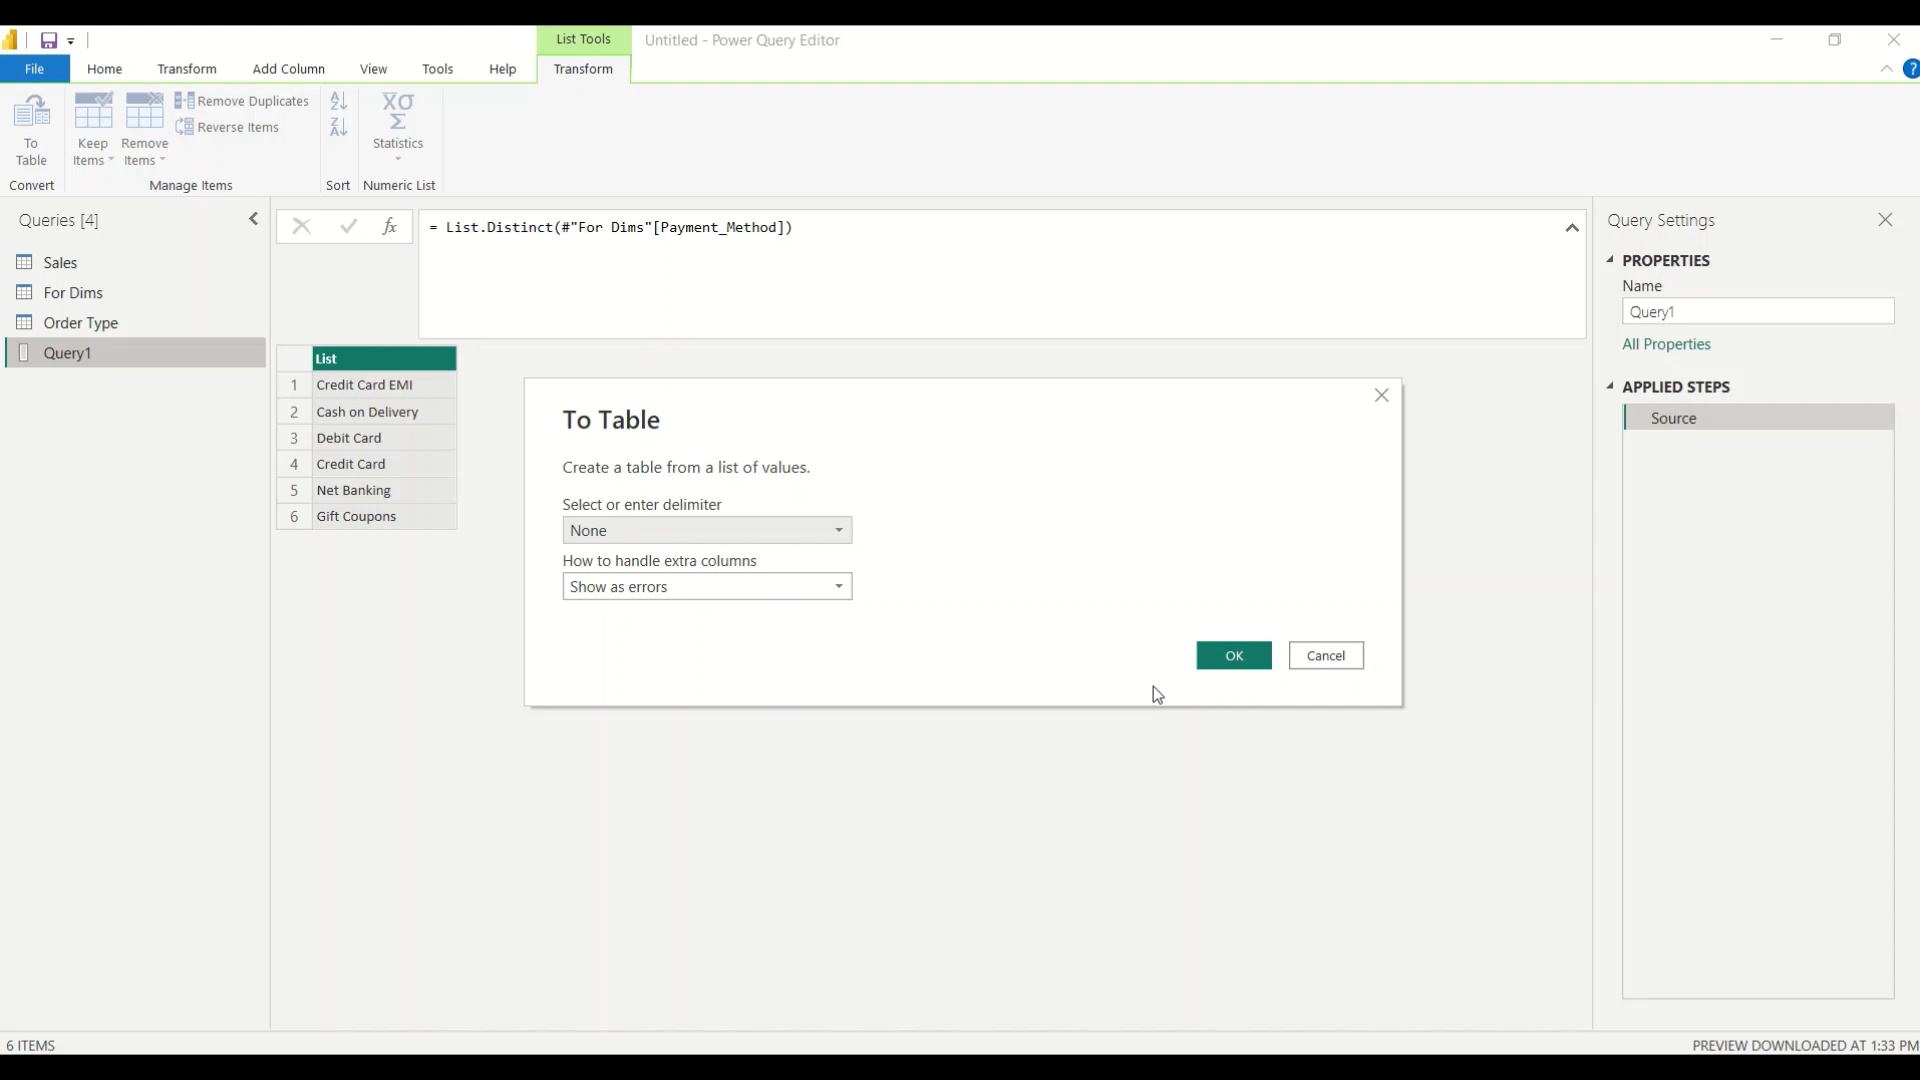 List Tools
Untitled - Power Query Editor
File
Home
Transform
Add Column
View
Tools
Help
Transform
To Table
Keep Items
Remove Items
Remove Duplicates
Reverse Items
Statistics
Convert
Manage Items
Sort
Numeric List
Queries [4]
Sales
For Dims
Order Type
Query1
fx
= List.Distinct(#"For Dims"[Payment_Method])
List
1 Credit Card EMI
2 Cash on Delivery
3 Debit Card
4 Credit Card
5 Net Banking
6 Gift Coupons
To Table
Create a table from a list of values.
Select or enter delimiter
None
How to handle extra columns
Show as errors
OK
Cancel
Query Settings
PROPERTIES
Name
Query1
All Properties
APPLIED STEPS
Source
6 ITEMS
PREVIEW DOWNLOADED AT 1:33 PM